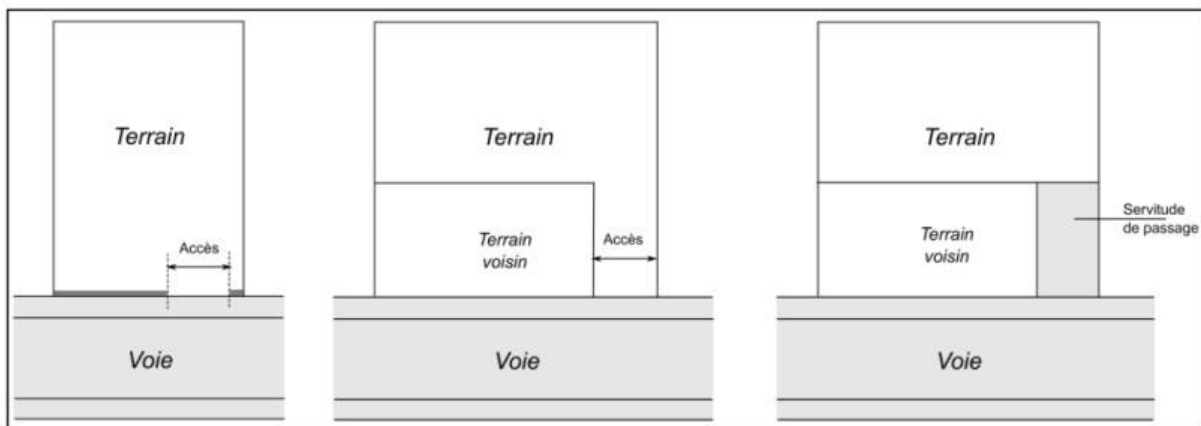 Terrain
Accès
Voie
Terrain
Terrain
voisin
Accès
Voie
Terrain
Terrain
voisin
Servitude
de passage
Voie